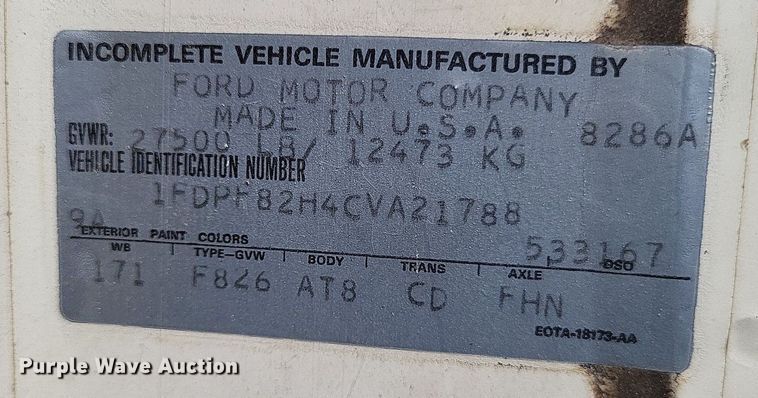 INCOMPLETE VEHICLE MANUFACTURED BY
FORD MOTOR COMPANY
MADE IN U.S.A. 8286A
GVWR: 27500 LB/ 12473 KG
VEHICLE IDENTIFICATION NUMBER
1FDPF82H4CVA21788
9A
EXTERIOR PAINT COLORS 533167 DSO
WB TYPE-GVW BODY TRANS AXLE
171 F826 AT8 CD FHN
EOTA-18173-AA
Purple Wave Auction